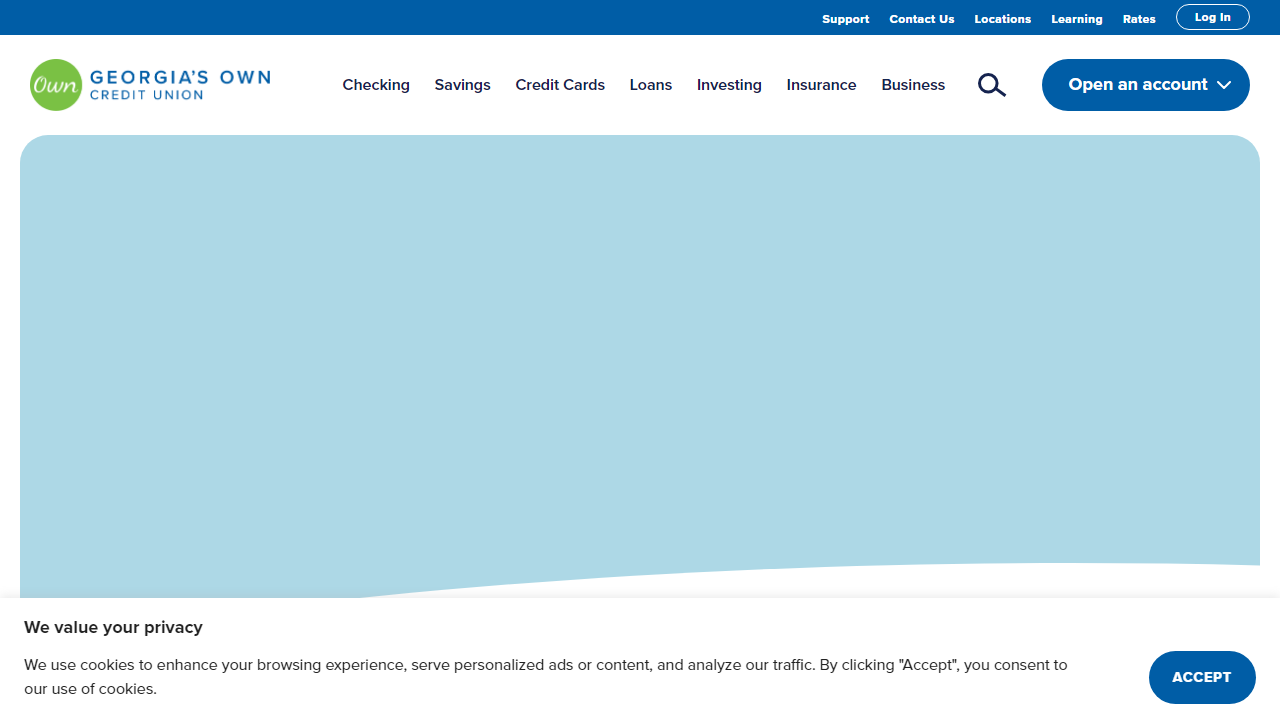 Support Contact Us Locations Learning Rates Log In
Own GEORGIA'S OWN
CREDIT UNION
Checking Savings Credit Cards Loans Investing Insurance Business Open an account
We value your privacy
We use cookies to enhance your browsing experience, serve personalized ads or content, and analyze our traffic. By clicking "Accept", you consent to
our use of cookies.
ACCEPT